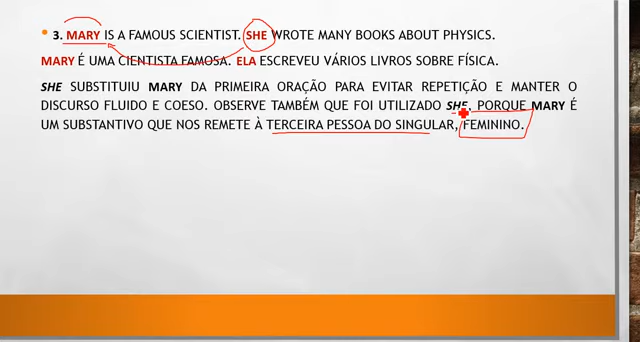 3. MARY IS A FAMOUS SCIENTIST. SHE WROTE MANY BOOKS ABOUT PHYSICS.
MARY É UMA CIENTISTA FAMOSA. ELA ESCREVEU VÁRIOS LIVROS SOBRE FÍSICA.
SHE SUBSTITUIU MARY DA PRIMEIRA ORAÇÃO PARA EVITAR REPETIÇÃO E MANTER O
DISCURSO FLUIDO E COESO. OBSERVE TAMBÉM QUE FOI UTILIZADO SHE, PORQUE MARY É
UM SUBSTANTIVO QUE NOS REMETE À TERCEIRA PESSOA DO SINGULAR, FEMININO.